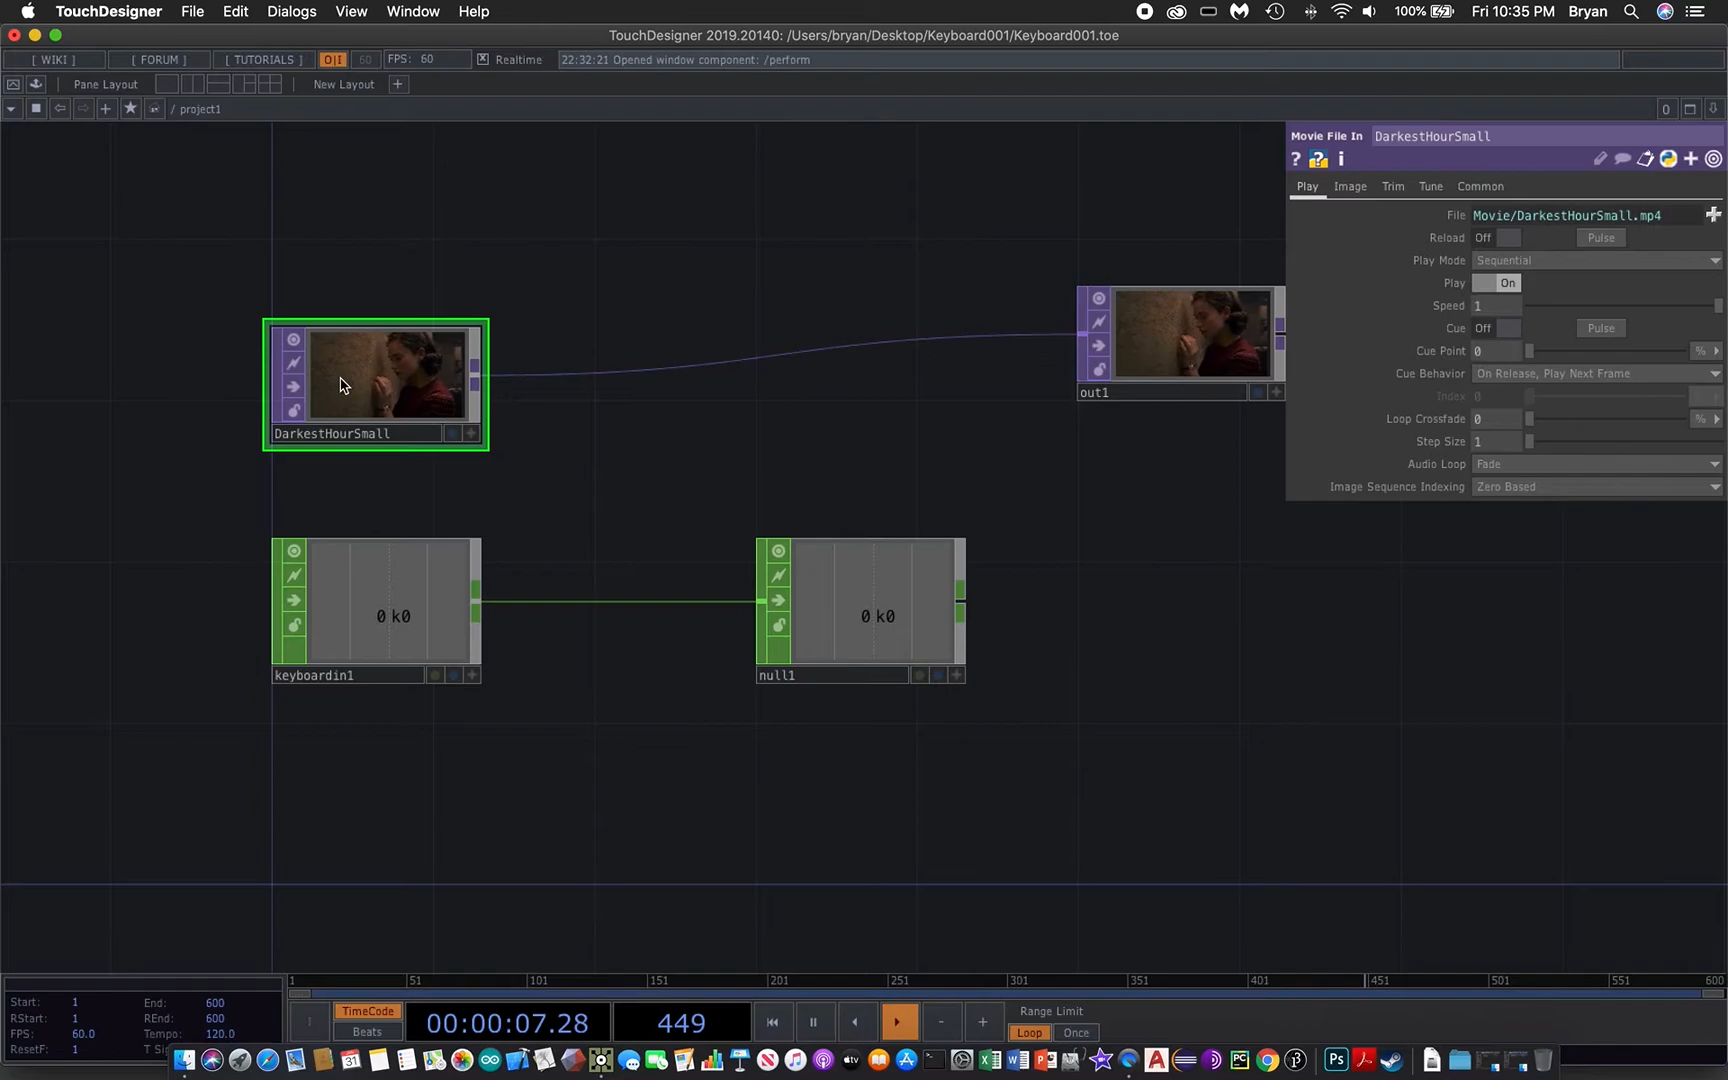 TouchDesigner File Edit Dialogs View Window Help 100% Fri 10:35 PM Bryan
TouchDesigner 2019.20140: /Users/bryan/Desktop/Keyboard001/Keyboard001.toe
[ WIKI ] [ FORUM ] [ TUTORIALS ] O|I 60 FPS: 60 Realtime 22:32:21 Opened window component: /perform
Pane Layout New Layout +
/ project1 0
Movie File In DarkestHourSmall
? ? i
Play Image Trim Tune Common
File Movie/DarkestHourSmall.mp4
Reload Off Pulse
Play Mode Sequential
Play On
Speed 1
Cue Off Pulse
Cue Point 0 %
Cue Behavior On Release, Play Next Frame
Index 0
Loop Crossfade 0 %
Step Size 1
Audio Loop Fade
Image Sequence Indexing Zero Based
out1
DarkestHourSmall
0 k0
keyboardin1
0 k0
null1
1 51 101 151 201 251 301 351 401 451 501 551 600
Start: 1 End: 600
RStart: 1 REnd: 600
FPS: 60.0 Tempo: 120.0
ResetF: 1 T Sig
TimeCode
Beats
00:00:07.28
449
- +
Range Limit
Loop Once
31
PC
Ps